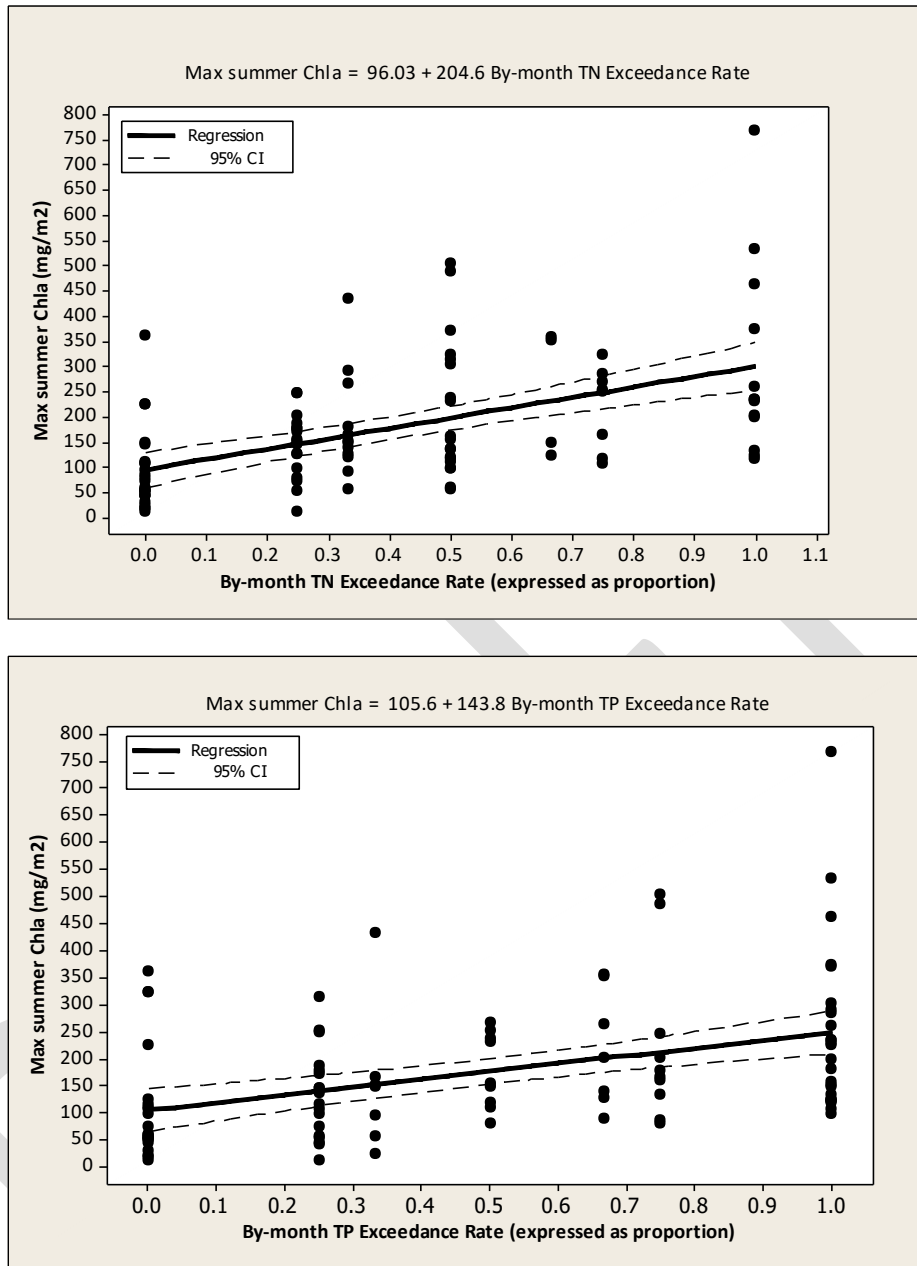 Max summer Chla = 96.03 + 204.6 By-month TN Exceedance Rate
800
750
700
650
600
550
500
450
400
350
300
250
200
150
100
50
0
Max summer Chla (mg/m2)
Regression
95% CI
0.0 0.1 0.2 0.3 0.4 0.5 0.6 0.7 0.8 0.9 1.0 1.1
By-month TN Exceedance Rate (expressed as proportion)
Max summer Chla = 105.6 + 143.8 By-month TP Exceedance Rate
800
750
700
650
600
550
500
450
400
350
300
250
200
150
100
50
0
Max summer Chla (mg/m2)
Regression
95% CI
0.0 0.1 0.2 0.3 0.4 0.5 0.6 0.7 0.8 0.9 1.0
By-month TP Exceedance Rate (expressed as proportion)